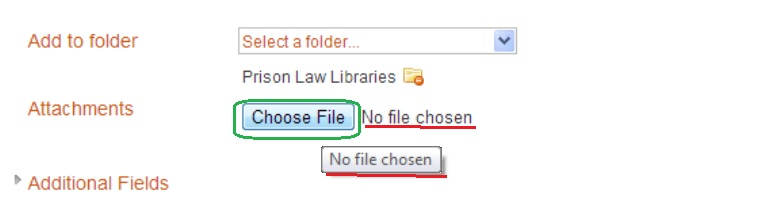 Add to folder Select a folder...
Prison Law Libraries
Attachments Choose File No file chosen
No file chosen
Additional Fields